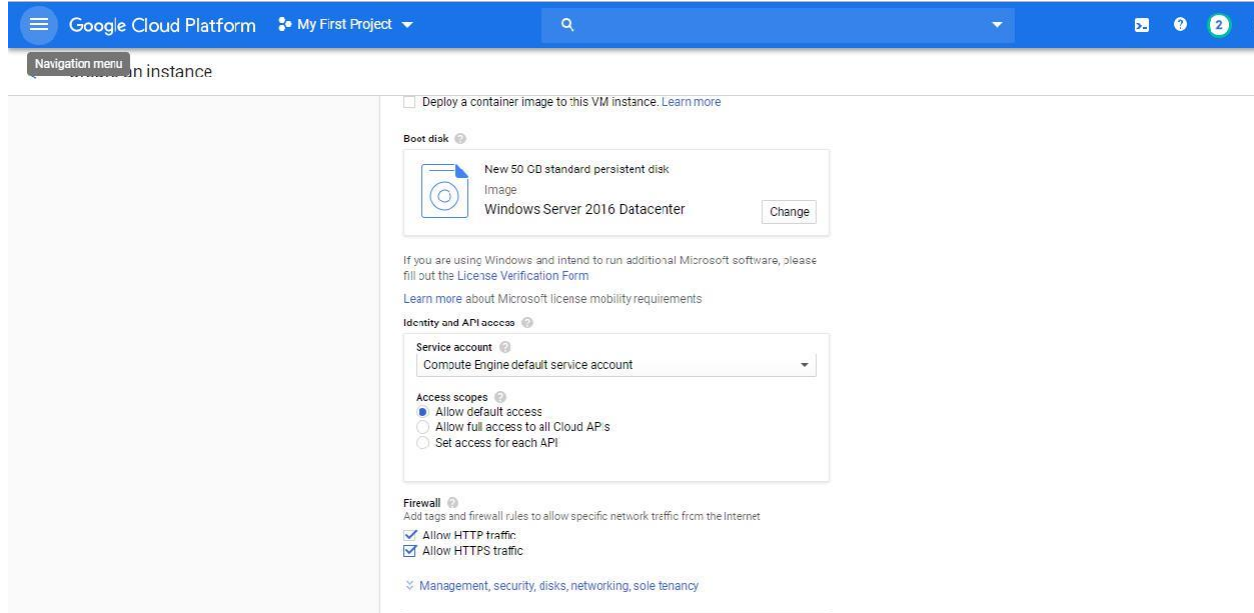 Google Cloud Platform My First Project 2
Navigation menu
an instance
Deploy a container image to this VM instance. Learn more
Boot disk
New 50 GB standard persistent disk
Image
Windows Server 2016 Datacenter
Change
If you are using Windows and intend to run additional Microsoft software, please
fill out the License Verification Form
Learn more about Microsoft license mobility requirements
Identity and API access
Service account
Compute Engine default service account
Access scopes
Allow default access
Allow full access to all Cloud APIs
Set access for each API
Firewall
Add tags and firewall rules to allow specific network traffic from the Internet
Allow HTTP traffic
Allow HTTPS traffic
Management, security, disks, networking, sole tenancy